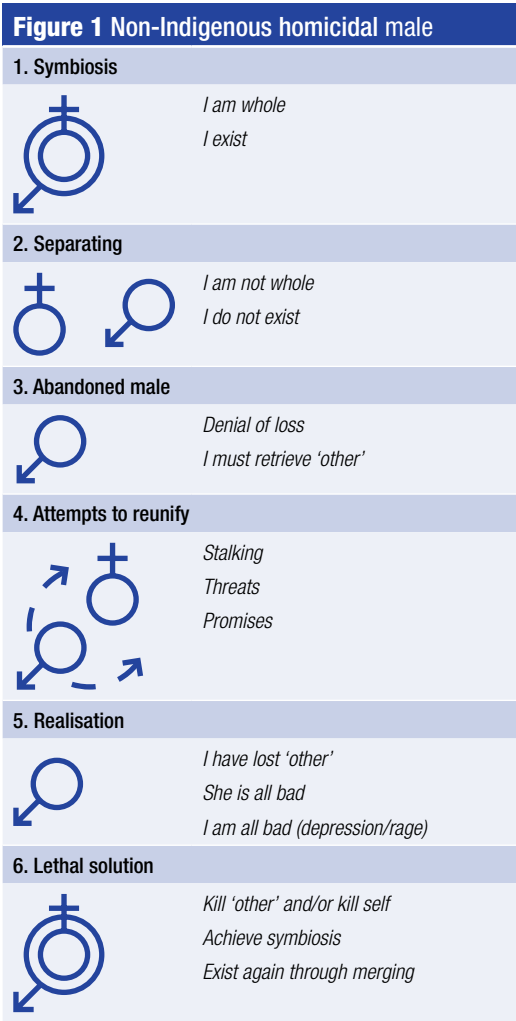 Figure 1 Non-Indigenous homicidal male
1. Symbiosis
I am whole
I exist
2. Separating
I am not whole
I do not exist
3. Abandoned male
Denial of loss
I must retrieve ‘other’
4. Attempts to reunify
Stalking
Threats
Promises
5. Realisation
I have lost ‘other’
She is all bad
I am all bad (depression/rage)
6. Lethal solution
Kill ‘other’ and/or kill self
Achieve symbiosis
Exist again through merging